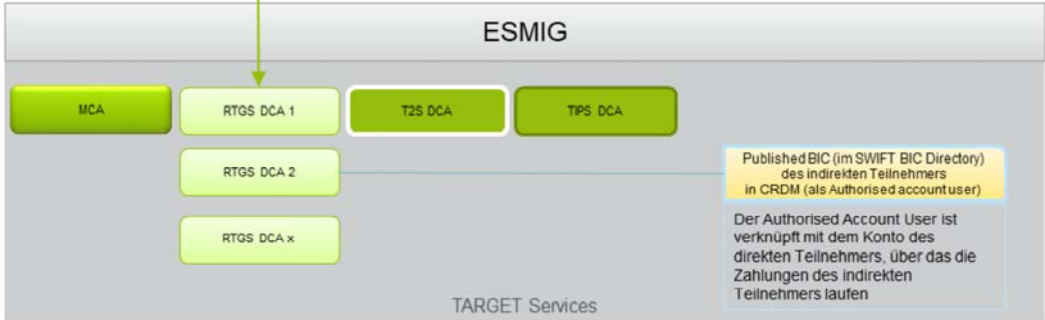 ESMIG
MCA
RTGS DCA 1
T2S DCA
TIPS DCA
RTGS DCA 2
Published BIC (im SWIFT BIC Directory)
des indirekten Teilnehmers
in CRDM (als Authorised account user)
RTGS DCA x
Der Authorised Account User ist
verknüpft mit dem Konto des
direkten Teilnehmers, über das die
Zahlungen des indirekten
Teilnehmers laufen
TARGET Services